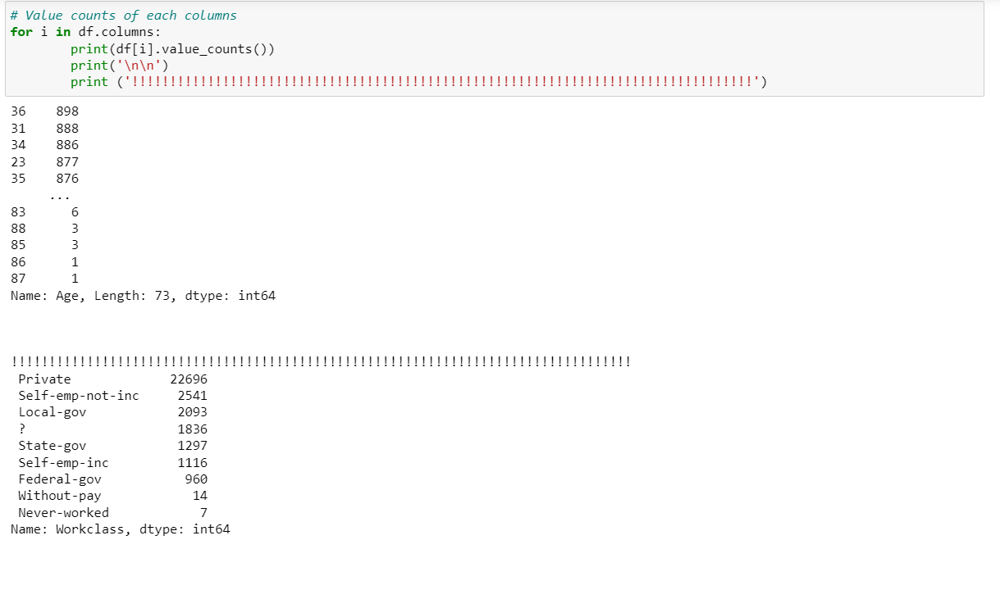 # Value counts of each columns
for i in df.columns:
        print(df[i].value_counts())
        print('\n\n')
        print ('!!!!!!!!!!!!!!!!!!!!!!!!!!!!!!!!!!!!!!!!!!!!!!!!!!!!!!!!!!!!!!!!!!!!!!!!!!!!!!!!!!')
36    898
31    888
34    886
23    877
35    876
     ...
83      6
88      3
85      3
86      1
87      1
Name: Age, Length: 73, dtype: int64
!!!!!!!!!!!!!!!!!!!!!!!!!!!!!!!!!!!!!!!!!!!!!!!!!!!!!!!!!!!!!!!!!!!!!!!!!!!!!!!!!!
 Private             22696
 Self-emp-not-inc     2541
 Local-gov            2093
 ?                    1836
 State-gov            1297
 Self-emp-inc         1116
 Federal-gov           960
 Without-pay            14
 Never-worked            7
Name: Workclass, dtype: int64